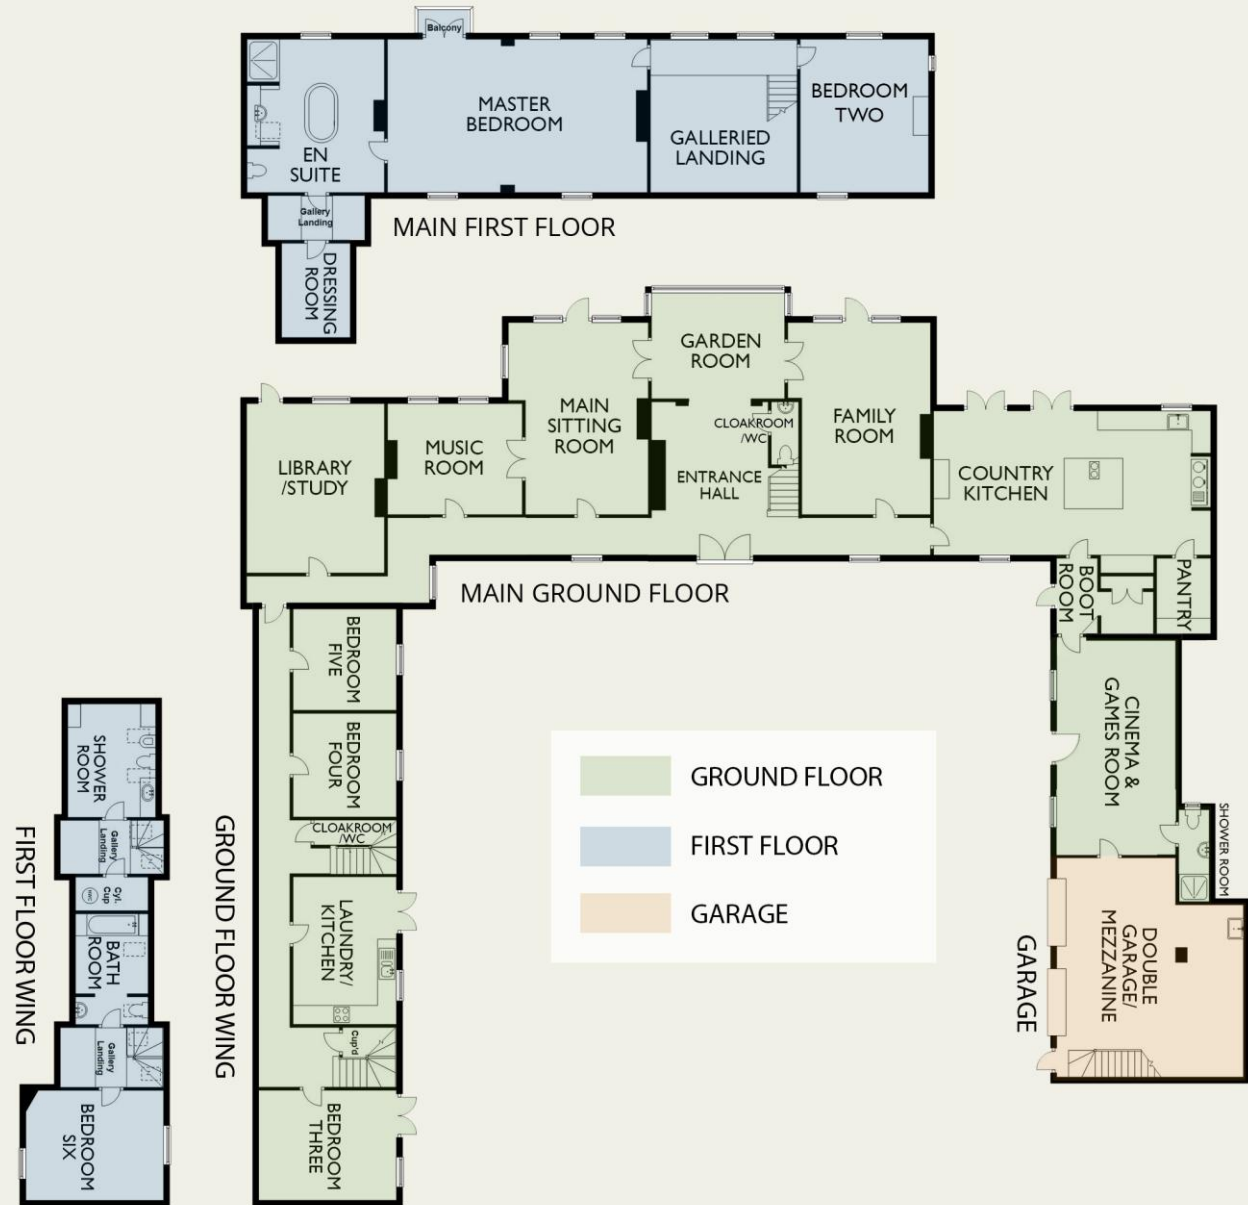 Balcony
MASTER
BEDROOM
BEDROOM
TWO
GALLERIED
LANDING
EN
SUITE
Gallery
Landing
MAIN FIRST FLOOR
DRESSING
ROOM
GARDEN
ROOM
MAIN
SITTING
ROOM
CLOAKROOM
/WC
FAMILY
ROOM
MUSIC
ROOM
LIBRARY
/STUDY
ENTRANCE
HALL
COUNTRY
KITCHEN
MAIN GROUND FLOOR
BOOT
ROOM
PANTRY
BEDROOM
FIVE
BEDROOM
FOUR
CLOAKROOM
/WC
LAUNDRY/
KITCHEN
Cup'd
BEDROOM
THREE
GROUND FLOOR WING
CINEMA &
GAMES ROOM
SHOWER ROOM
DOUBLE
GARAGE/
MEZZANINE
GARAGE
GROUND FLOOR
FIRST FLOOR
GARAGE
SHOWER
ROOM
Gallery
Landing
Cyl.
Cup
HWC
BATH
ROOM
Gallery
Landing
BEDROOM
SIX
FIRST FLOOR WING